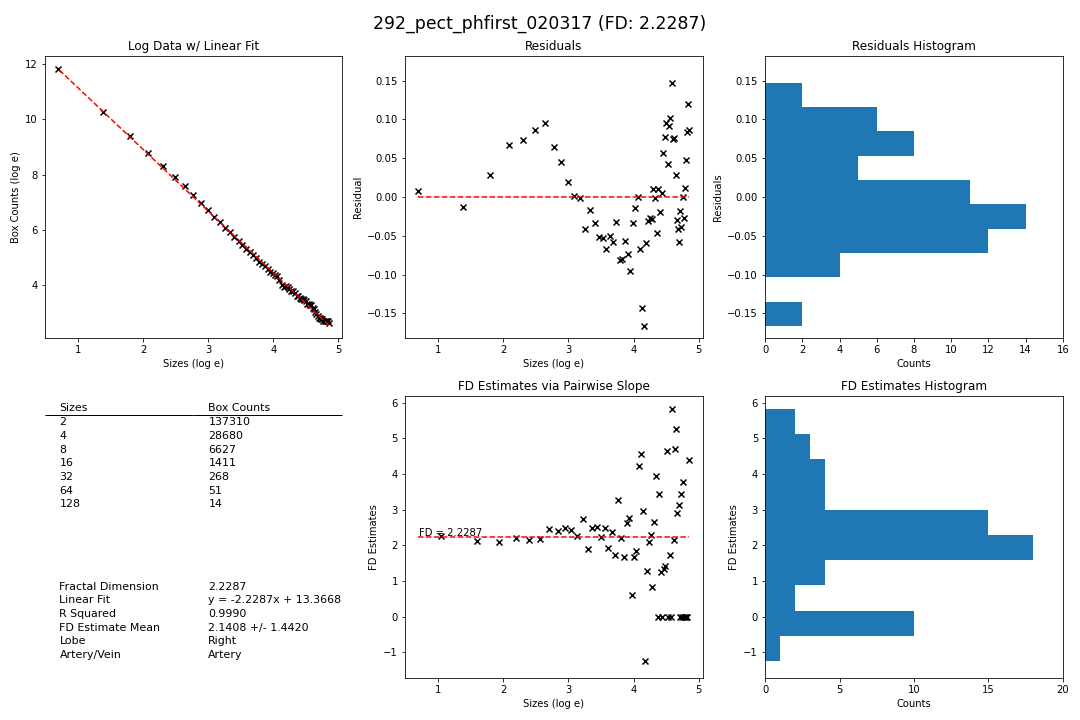 292_pect_phfirst_020317 (FD: 2.2287)
Log Data w/ Linear Fit
12
10
8
6
4
Box Counts (log e)
1 2 3 4 5
Sizes (log e)
Residuals
0.15
0.10
0.05
0.00
−0.05
−0.10
−0.15
Residual
1 2 3 4 5
Sizes (log e)
Residuals Histogram
0.15
0.10
0.05
0.00
−0.05
−0.10
−0.15
Residuals
0 2 4 6 8 10 12 14 16
Counts
Sizes Box Counts
2 137310
4 28680
8 6627
16 1411
32 268
64 51
128 14
Fractal Dimension 2.2287
Linear Fit y = -2.2287x + 13.3668
R Squared 0.9990
FD Estimate Mean 2.1408 +/- 1.4420
Lobe Right
Artery/Vein Artery
FD Estimates via Pairwise Slope
6
5
4
3
2
1
0
−1
FD Estimates
FD = 2.2287
1 2 3 4 5
Sizes (log e)
FD Estimates Histogram
6
5
4
3
2
1
0
−1
FD Estimates
0 5 10 15 20
Counts